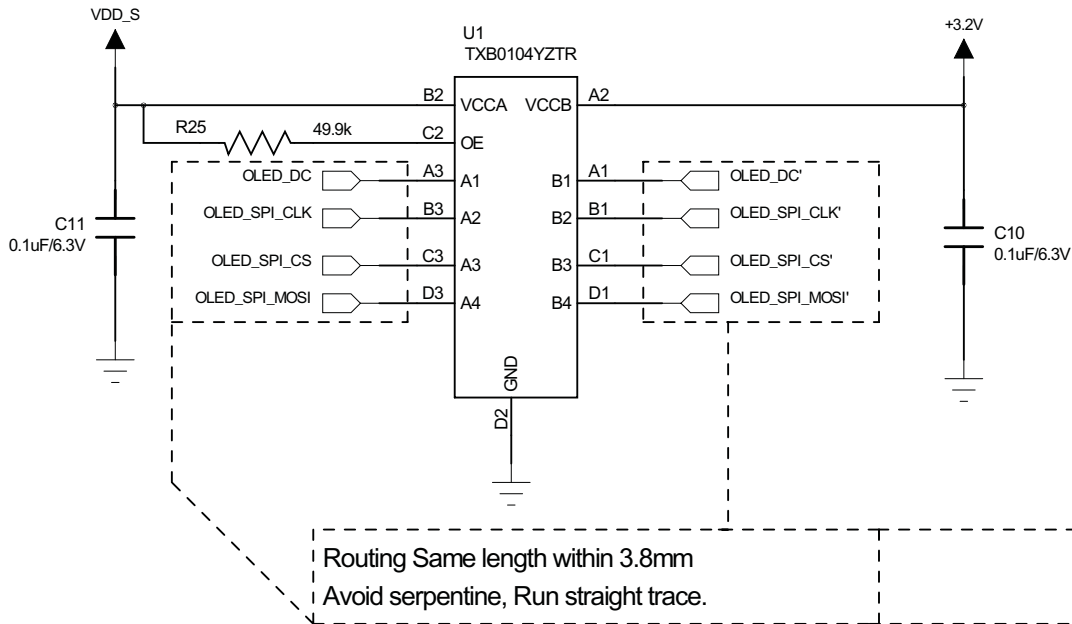 VDD_S
+3.2V
U1
TXB0104YZTR
B2
VCCA
VCCB
A2
R25
49.9k
C2
OE
OLED_DC
A3
A1
B1
A1
OLED_DC'
OLED_SPI_CLK
B3
A2
B2
B1
OLED_SPI_CLK'
C11
0.1uF/6.3V
C10
0.1uF/6.3V
OLED_SPI_CS
C3
A3
B3
C1
OLED_SPI_CS'
OLED_SPI_MOSI
D3
A4
B4
D1
OLED_SPI_MOSI'
GND
D2
Routing Same length within 3.8mm
Avoid serpentine, Run straight trace.